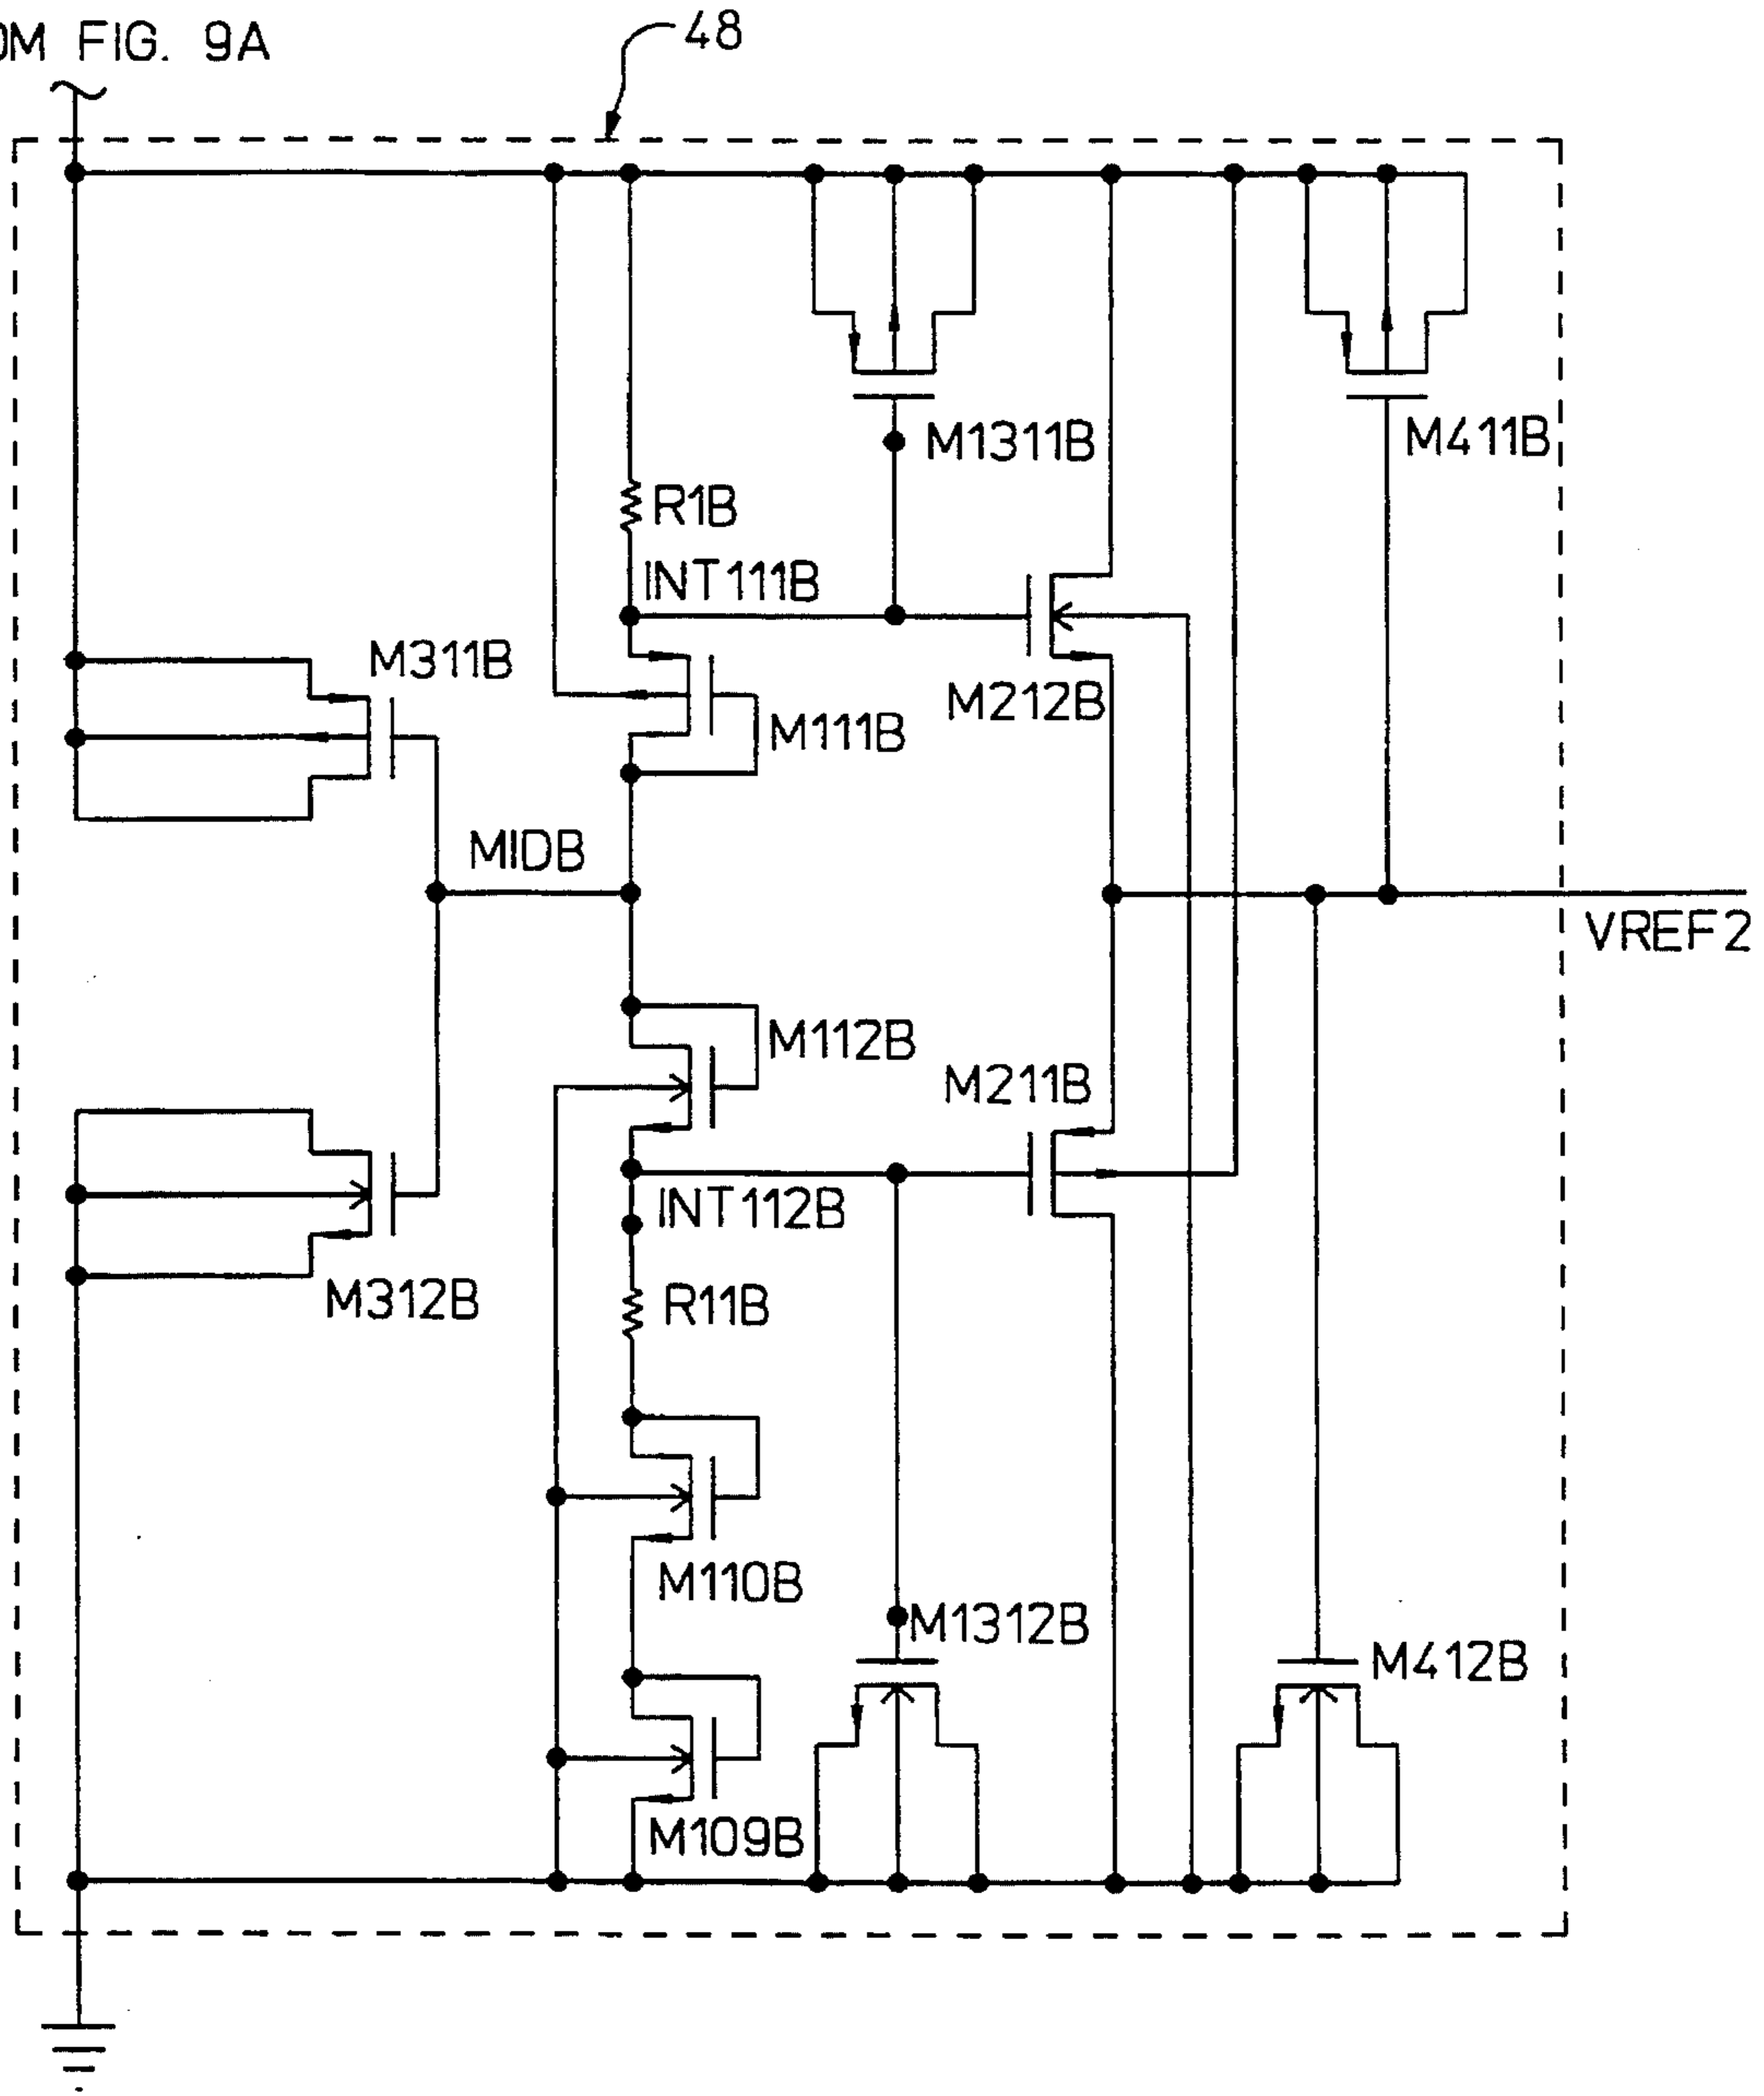 OM FIG. 9A
48
M1311B
M411B
R1B
INT111B
M311B
M212B
M111B
MIDB
VREF2
M112B
M211B
INT112B
M312B
R11B
M110B
M1312B
M412B
M109B